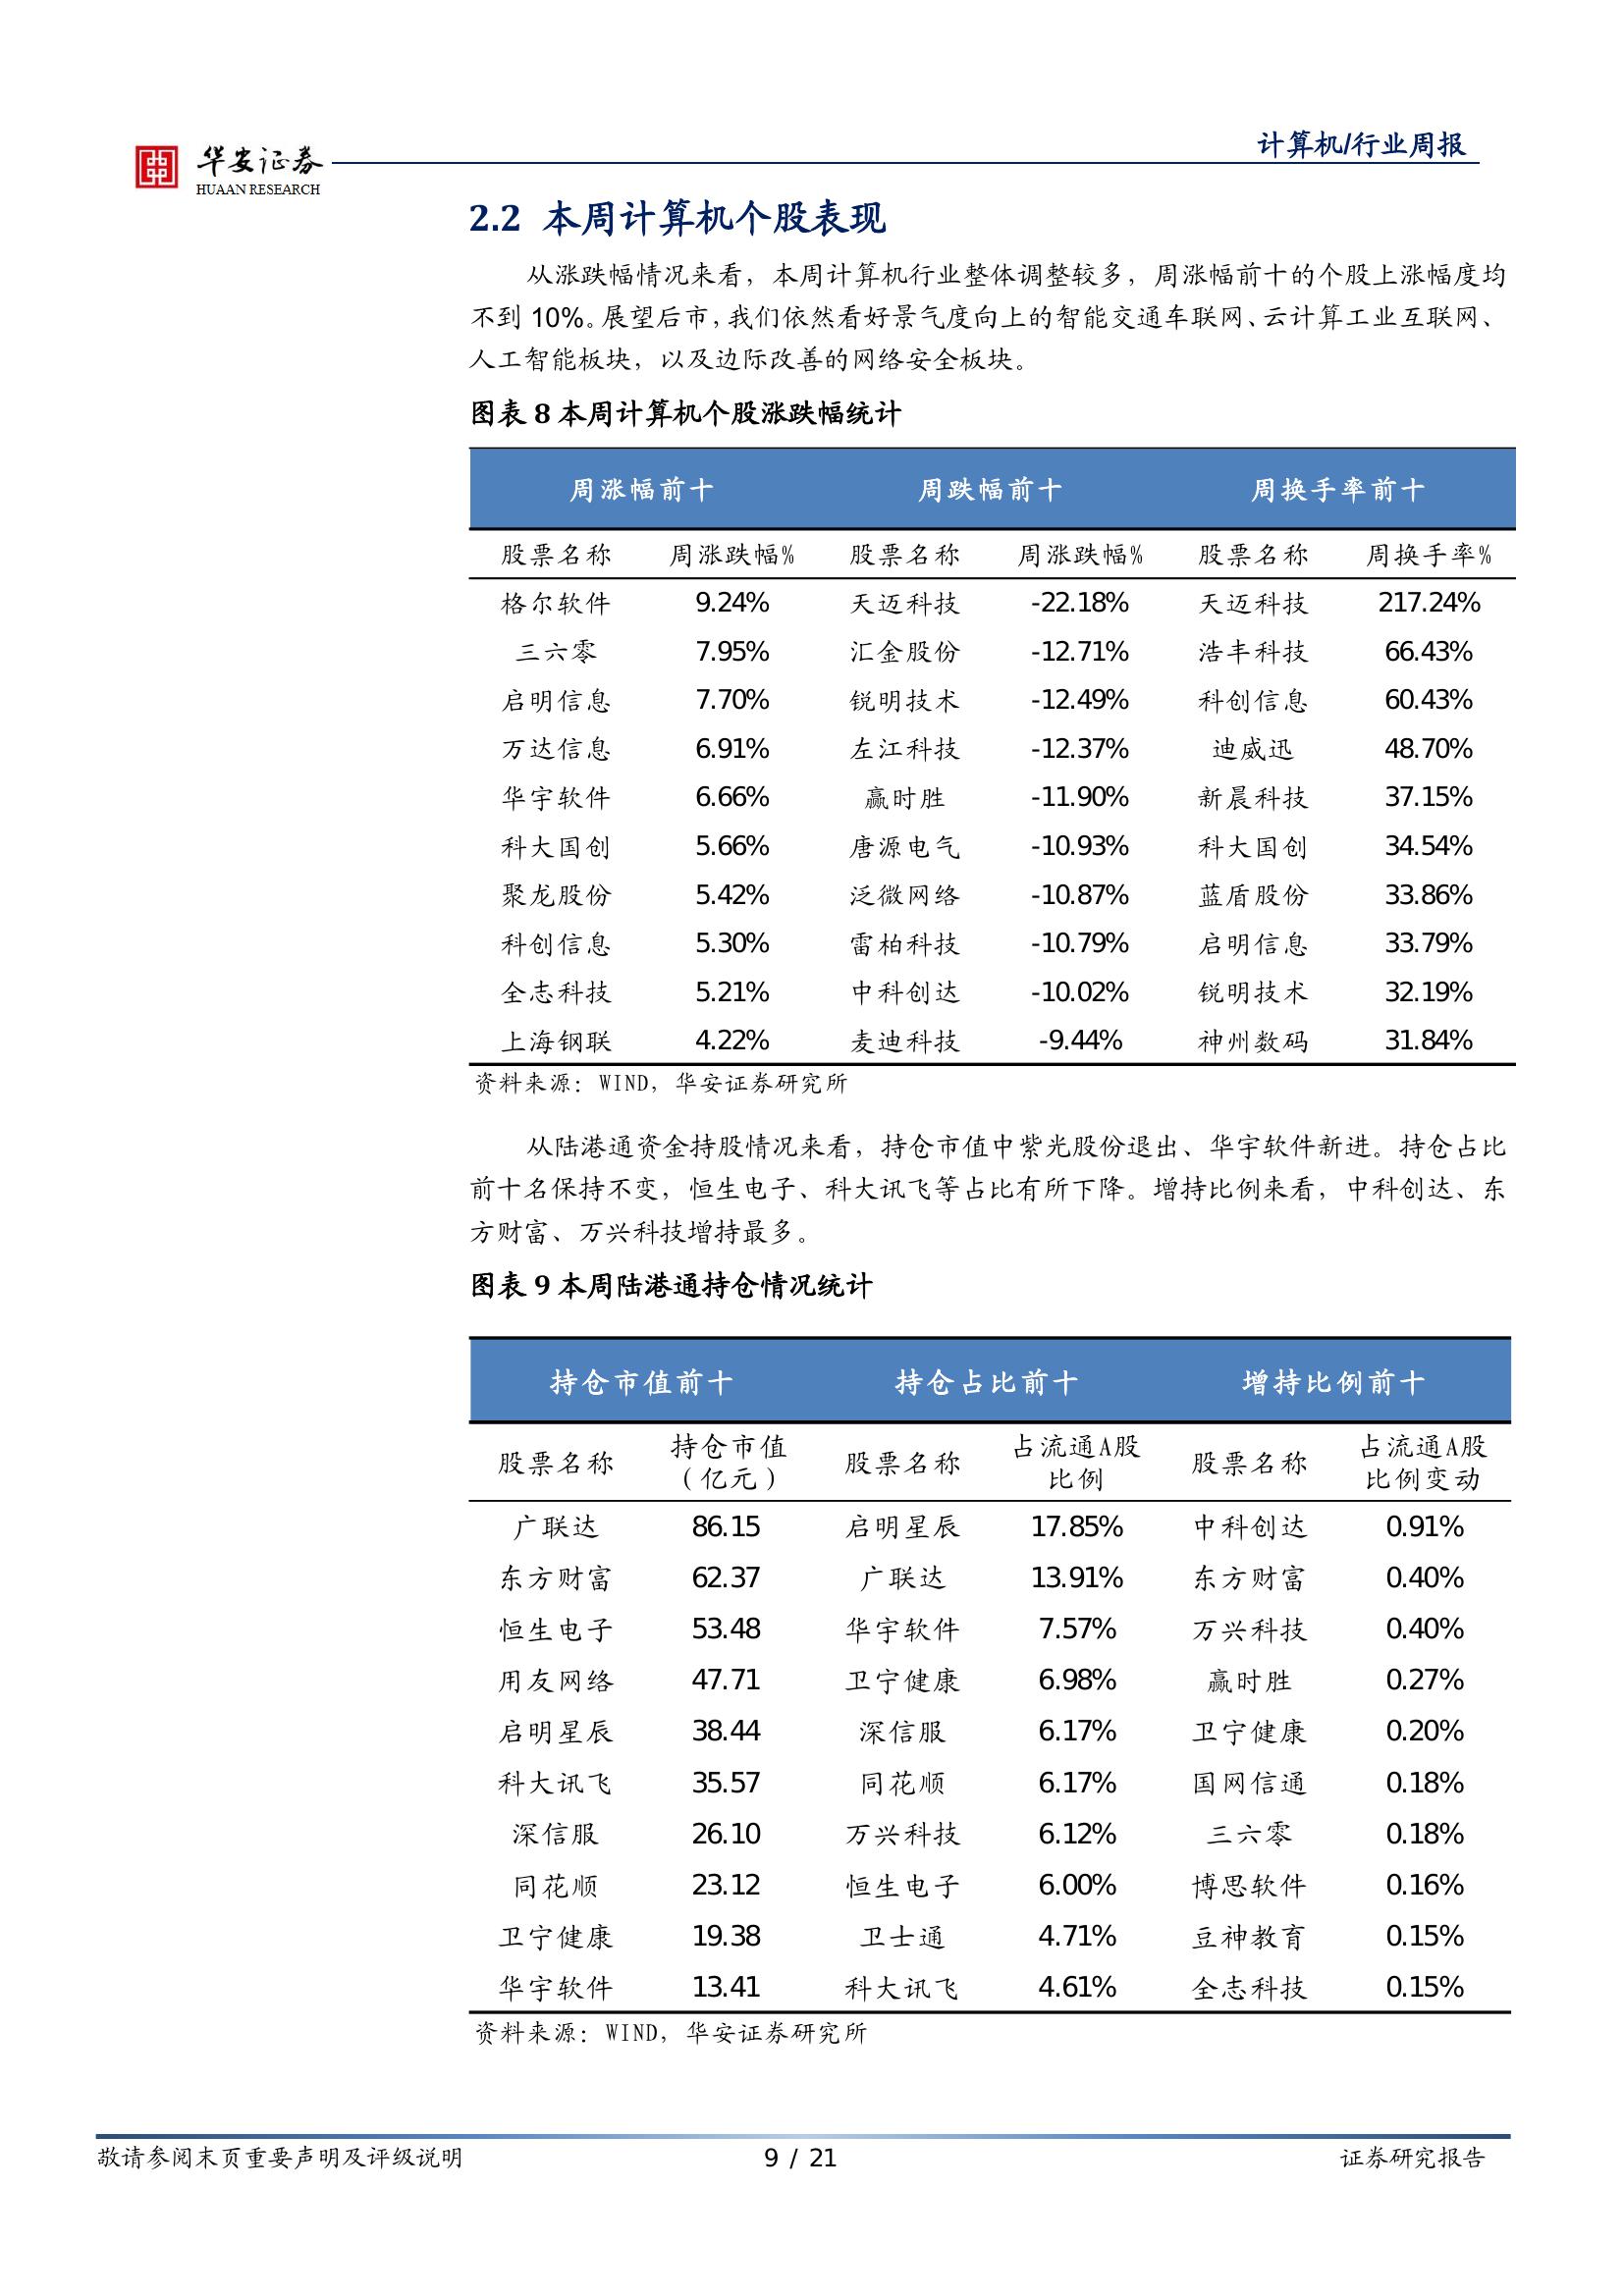 华安证券
HUAAN RESEARCH
计算机/行业周报
2.2 本周计算机个股表现
从涨跌幅情况来看，本周计算机行业整体调整较多，周涨幅前十的个股上涨幅度均
不到 10%。展望后市，我们依然看好景气度向上的智能交通车联网、云计算工业互联网、
人工智能板块，以及边际改善的网络安全板块。
图表 8 本周计算机个股涨跌幅统计
周涨幅前十 周跌幅前十 周换手率前十
股票名称 周涨跌幅% 股票名称 周涨跌幅% 股票名称 周换手率%
格尔软件 9.24% 天迈科技 -22.18% 天迈科技 217.24%
三六零 7.95% 汇金股份 -12.71% 浩丰科技 66.43%
启明信息 7.70% 锐明技术 -12.49% 科创信息 60.43%
万达信息 6.91% 左江科技 -12.37% 迪威迅 48.70%
华宇软件 6.66% 赢时胜 -11.90% 新晨科技 37.15%
科大国创 5.66% 唐源电气 -10.93% 科大国创 34.54%
聚龙股份 5.42% 泛微网络 -10.87% 蓝盾股份 33.86%
科创信息 5.30% 雷柏科技 -10.79% 启明信息 33.79%
全志科技 5.21% 中科创达 -10.02% 锐明技术 32.19%
上海钢联 4.22% 麦迪科技 -9.44% 神州数码 31.84%
资料来源：WIND，华安证券研究所
从陆港通资金持股情况来看，持仓市值中紫光股份退出、华宇软件新进。持仓占比
前十名保持不变，恒生电子、科大讯飞等占比有所下降。增持比例来看，中科创达、东
方财富、万兴科技增持最多。
图表 9 本周陆港通持仓情况统计
持仓市值前十 持仓占比前十 增持比例前十
股票名称 持仓市值（亿元） 股票名称 占流通A股比例 股票名称 占流通A股比例变动
广联达 86.15 启明星辰 17.85% 中科创达 0.91%
东方财富 62.37 广联达 13.91% 东方财富 0.40%
恒生电子 53.48 华宇软件 7.57% 万兴科技 0.40%
用友网络 47.71 卫宁健康 6.98% 赢时胜 0.27%
启明星辰 38.44 深信服 6.17% 卫宁健康 0.20%
科大讯飞 35.57 同花顺 6.17% 国网信通 0.18%
深信服 26.10 万兴科技 6.12% 三六零 0.18%
同花顺 23.12 恒生电子 6.00% 博思软件 0.16%
卫宁健康 19.38 卫士通 4.71% 豆神教育 0.15%
华宇软件 13.41 科大讯飞 4.61% 全志科技 0.15%
资料来源：WIND，华安证券研究所
敬请参阅末页重要声明及评级说明 9 / 21 证券研究报告